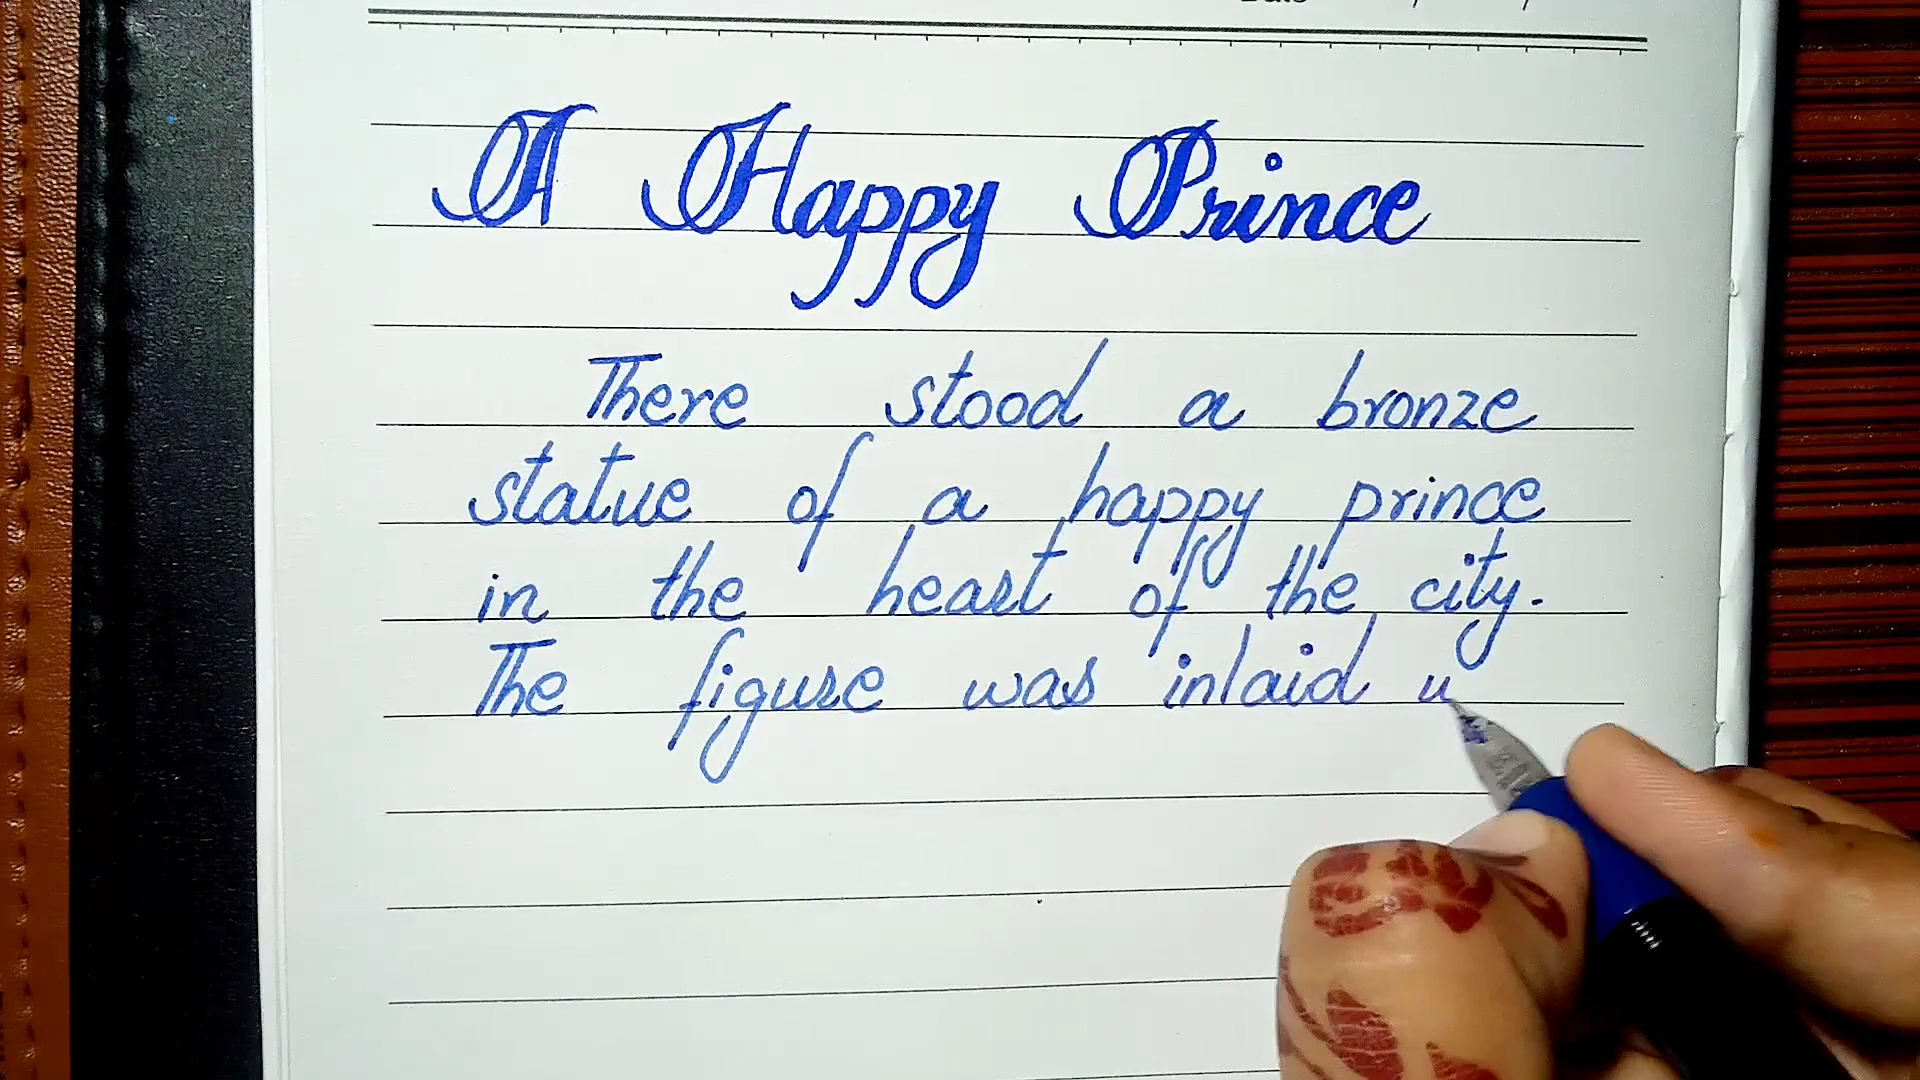 A Happy Prince
There stood a bronze
statue of a happy prince
in the heart of the city.
The figure was inlaid